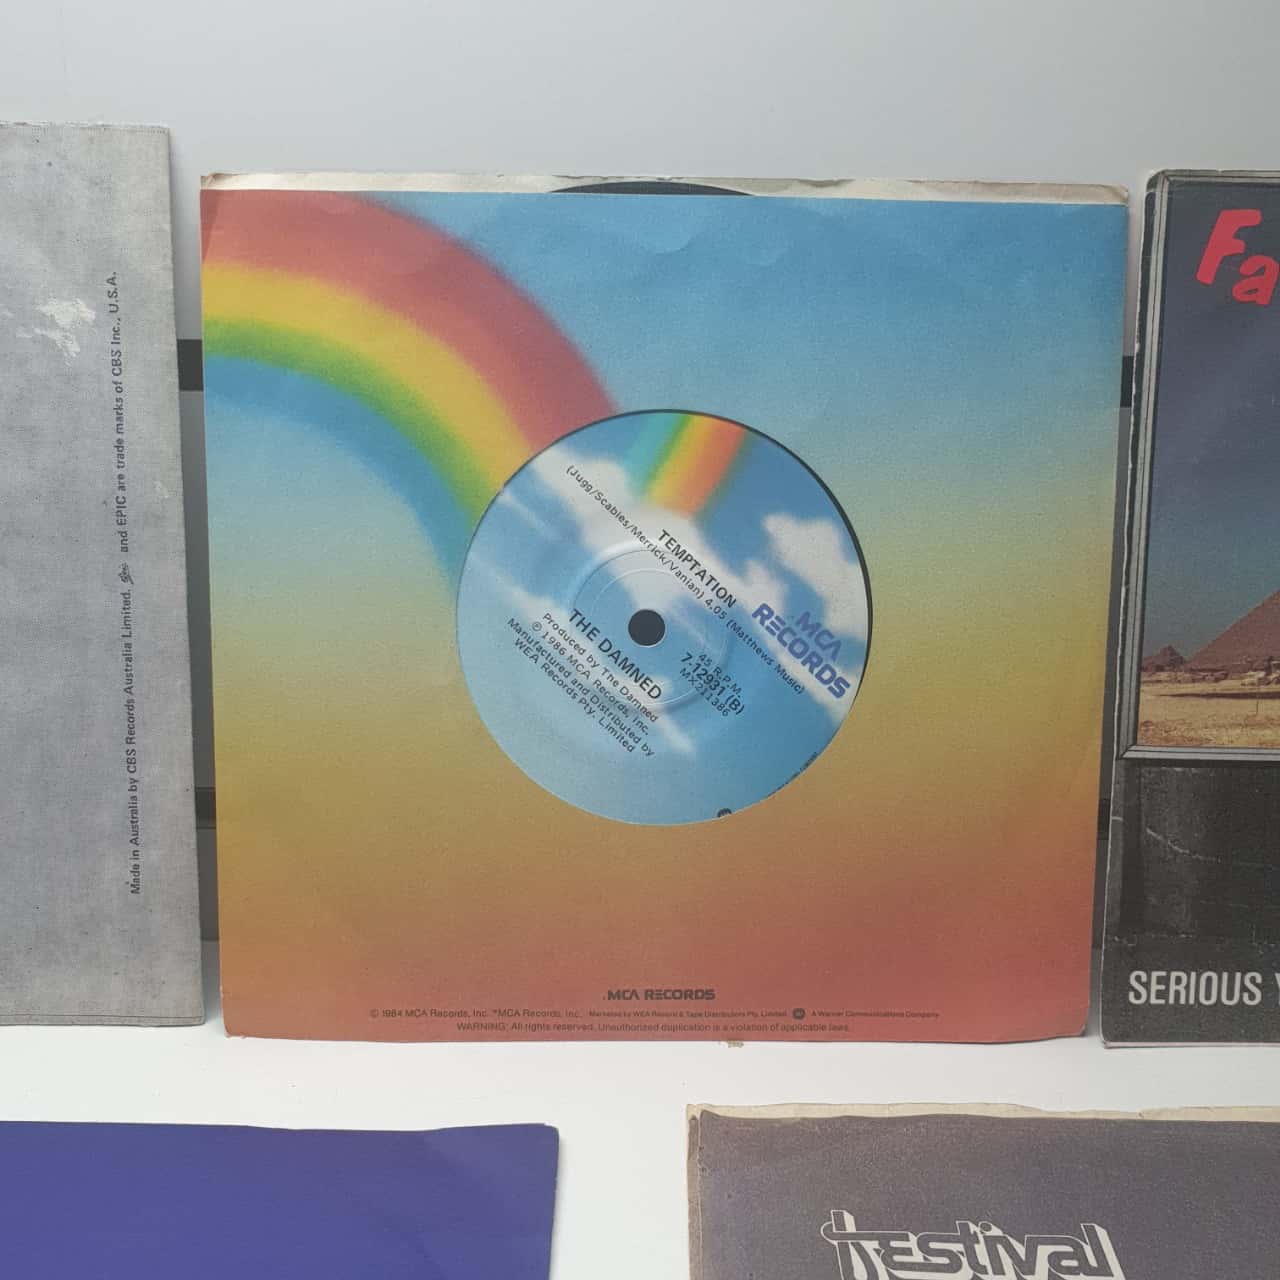 Made in Australia by CBS Records Australia Limited. Epic and EPIC are trade marks of CBS Inc., U.S.A.
TEMPTATION
(Jugg/Scabies/Merrick/Vanian) 4.05 (Matthews Music)
.MCA
RECORDS
45 R.P.M.
7.12931 (B)
MX211386
THE DAMNED
Produced by The Damned
℗ 1986 MCA Records, Inc.
Manufactured and Distributed by
WEA Records Pty. Limited
.MCA RECORDS
© 1984 MCA Records, Inc. ™MCA Records, Inc. Marketed by WEA Record & Tape Distributors Pty. Limited A Warner Communications Company
WARNING: All rights reserved. Unauthorized duplication is a violation of applicable laws.
Fa
SERIOUS
Festival